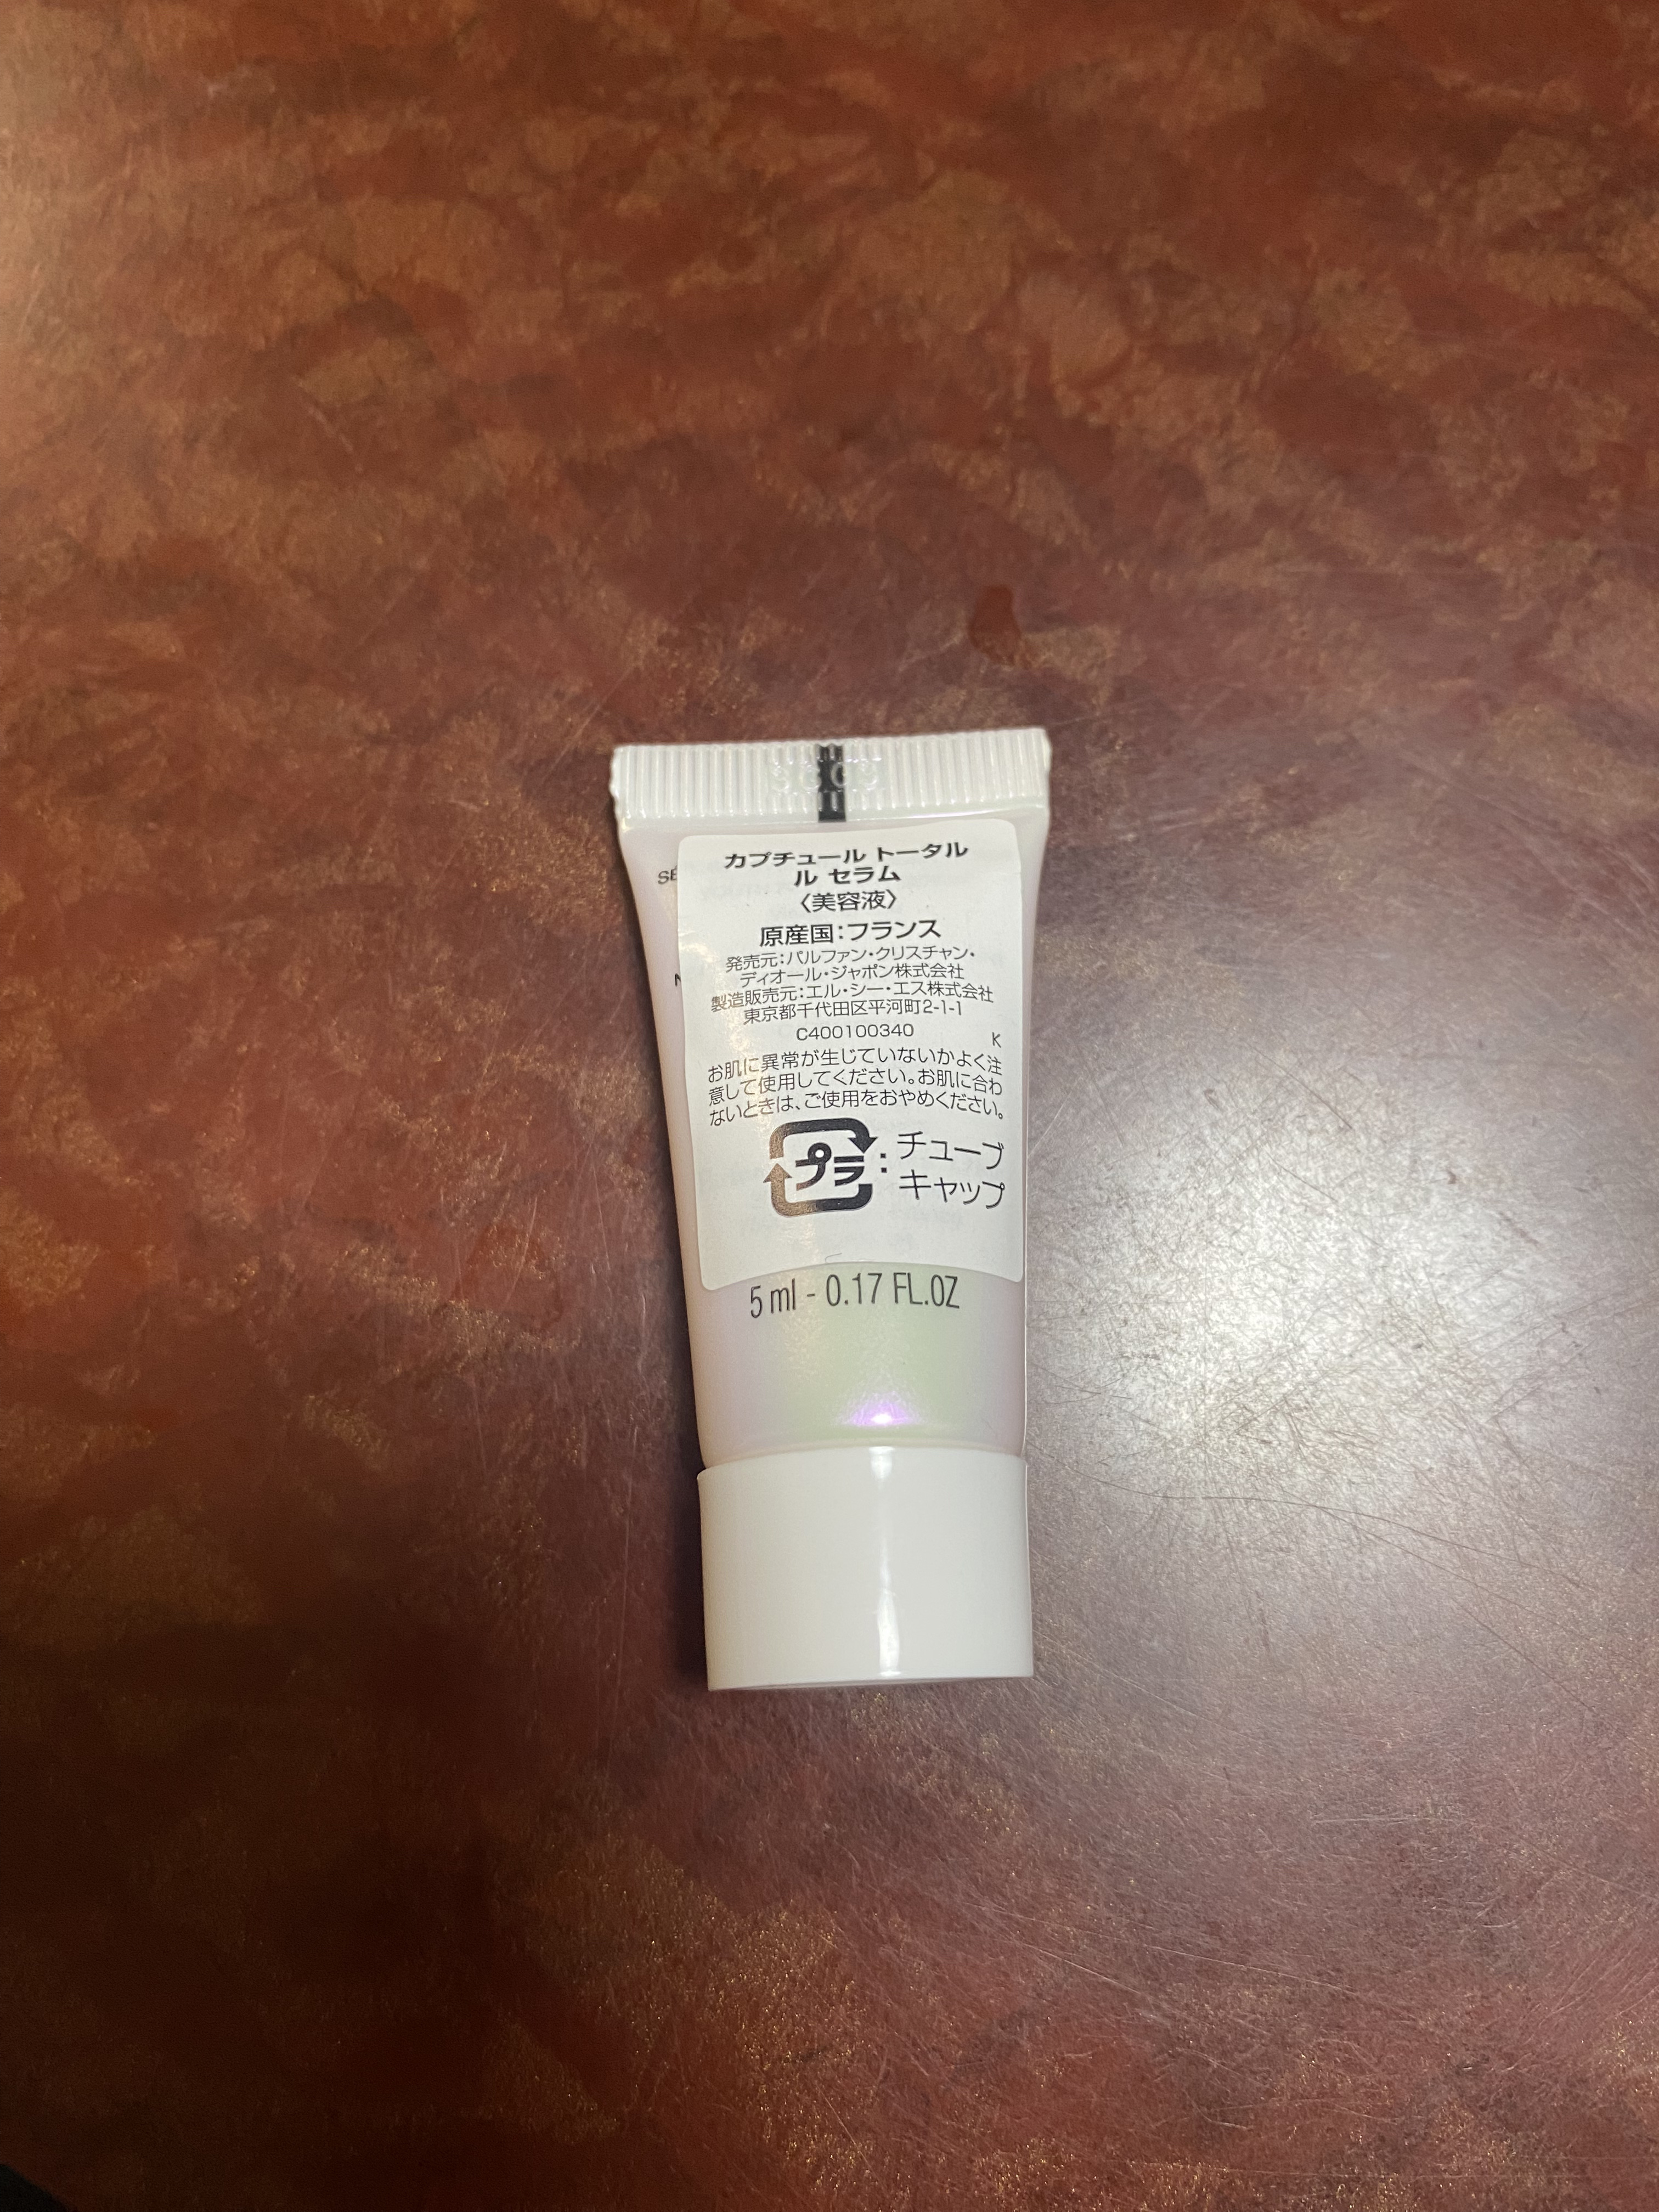 SÉ
カプチュール トータル
ル セラム
〈美容液〉
原産国：フランス
発売元：パルファン・クリスチャン・
ディオール・ジャポン株式会社
製造販売元：エル・シー・エス株式会社
東京都千代田区平河町2-1-1
C400100340
K
お肌に異常が生じていないかよく注
意して使用してください。お肌に合わ
ないときは、ご使用をおやめください。
プラ：チューブ
キャップ
5 ml - 0.17 FL.OZ